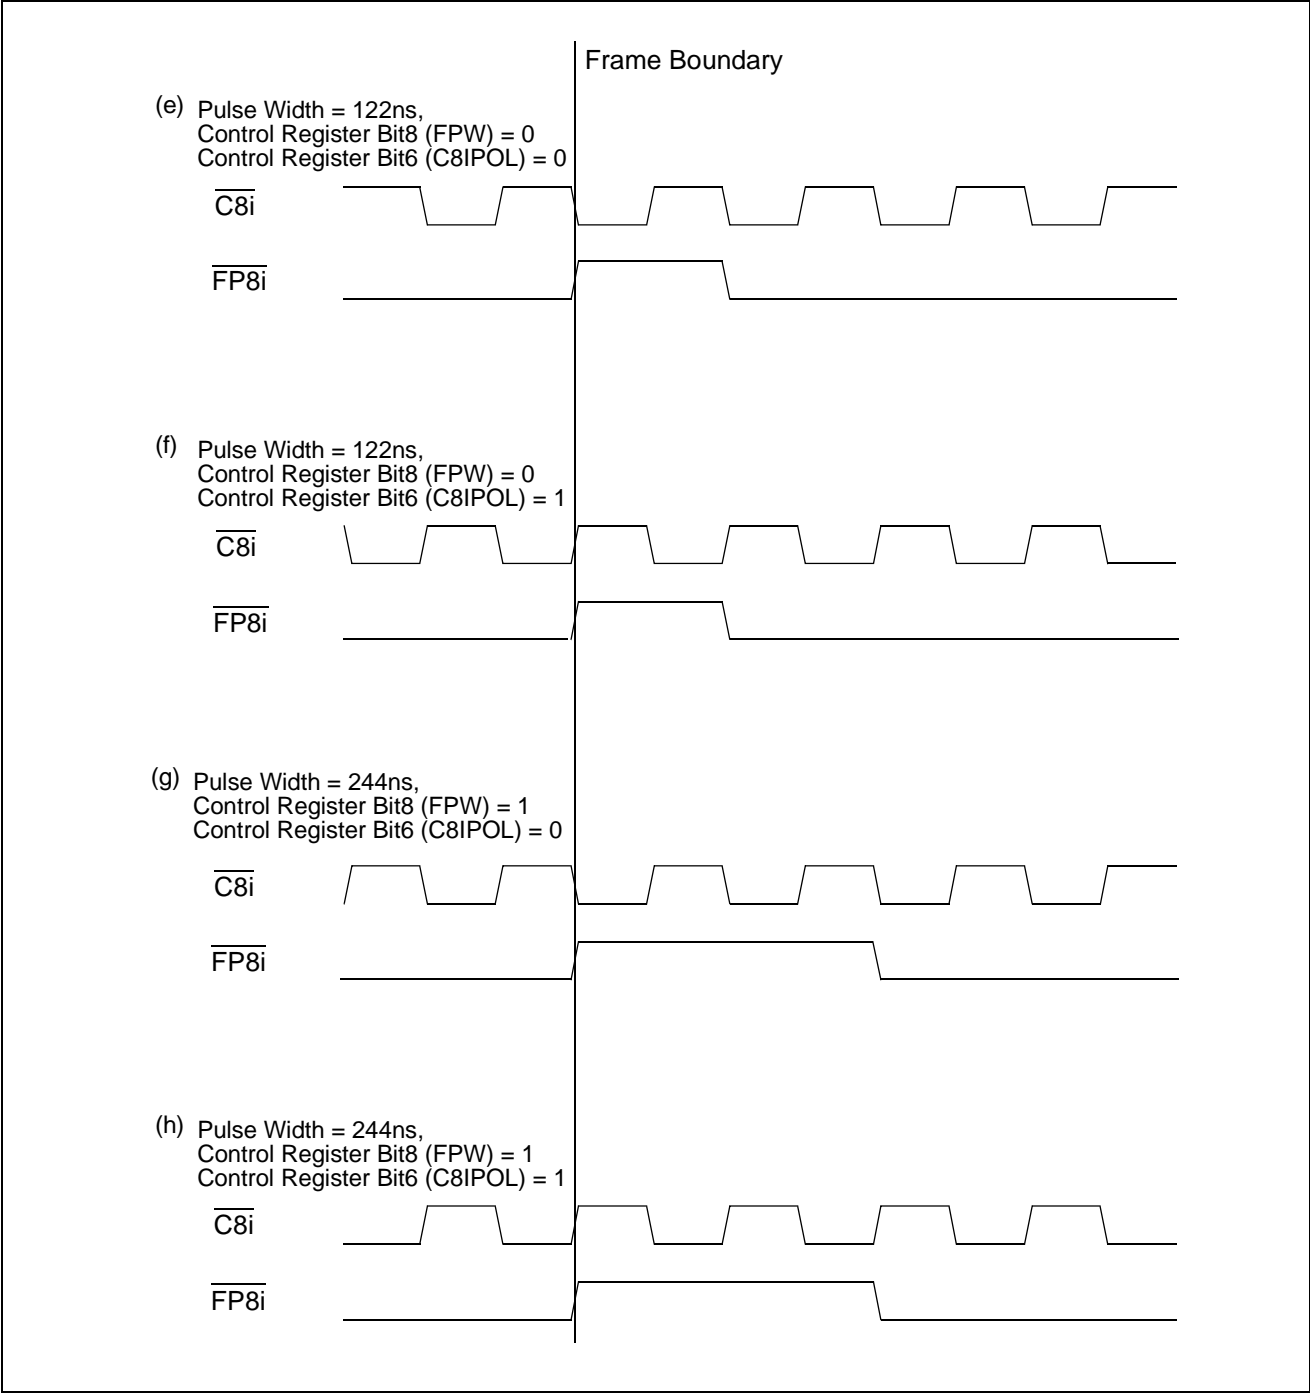 Frame Boundary
(e) Pulse Width = 122ns,
Control Register Bit8 (FPW) = 0
Control Register Bit6 (C8IPOL) = 0
C8i
FP8i
(f) Pulse Width = 122ns,
Control Register Bit8 (FPW) = 0
Control Register Bit6 (C8IPOL) = 1
C8i
FP8i
(g) Pulse Width = 244ns,
Control Register Bit8 (FPW) = 1
Control Register Bit6 (C8IPOL) = 0
C8i
FP8i
(h) Pulse Width = 244ns,
Control Register Bit8 (FPW) = 1
Control Register Bit6 (C8IPOL) = 1
C8i
FP8i